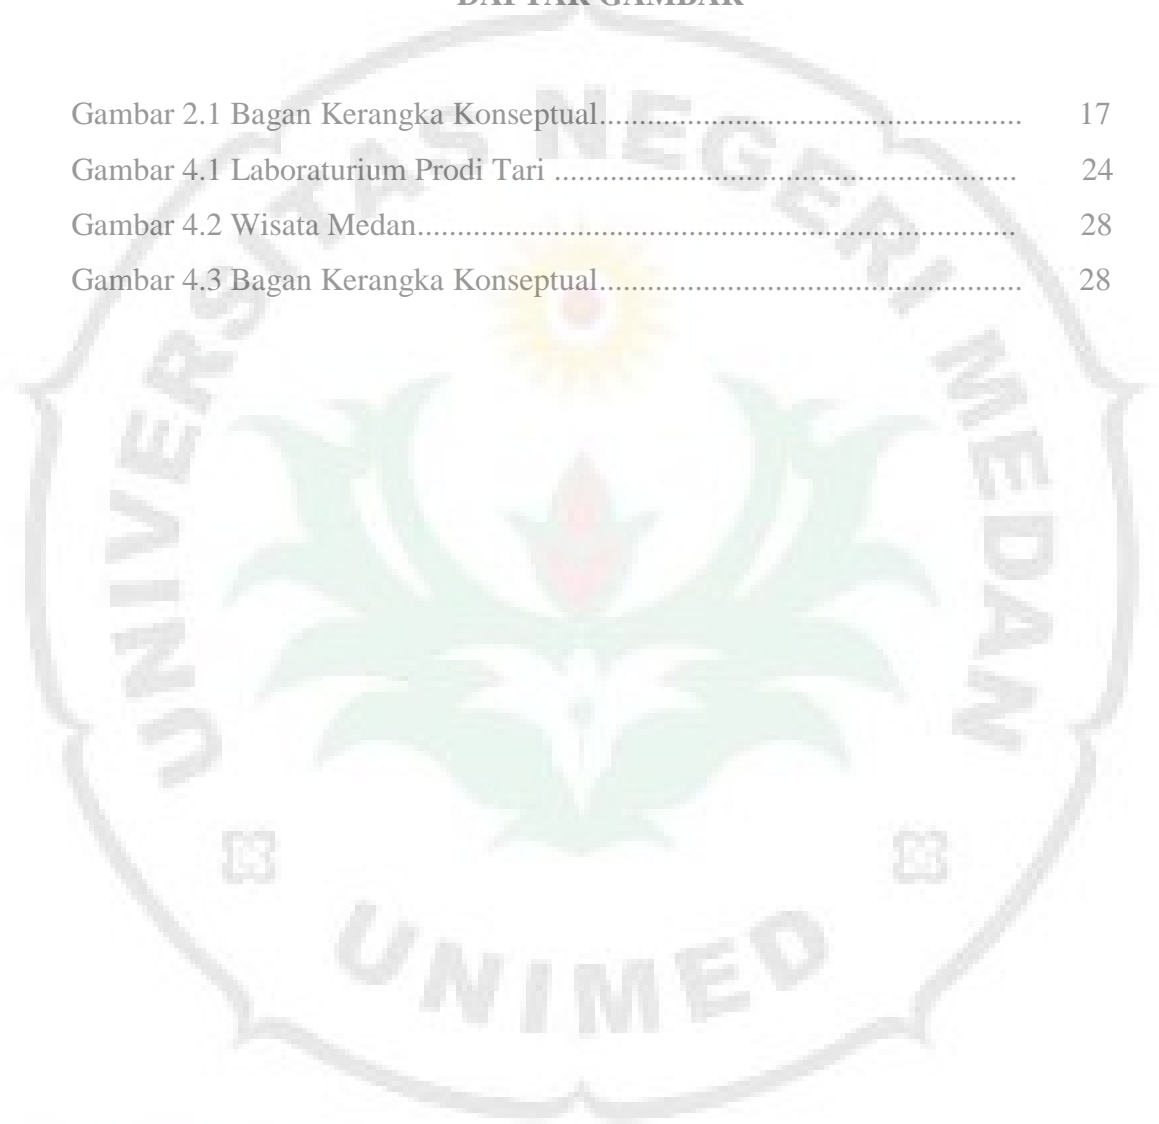 DAFTAR GAMBAR
Gambar 2.1 Bagan Kerangka Konseptual..................................................... 17
Gambar 4.1 Laboraturium Prodi Tari .......................................................... 24
Gambar 4.2 Wisata Medan........................................................................... 28
Gambar 4.3 Bagan Kerangka Konseptual..................................................... 28
UNIVERSITAS NEGERI MEDAN
UNIMED